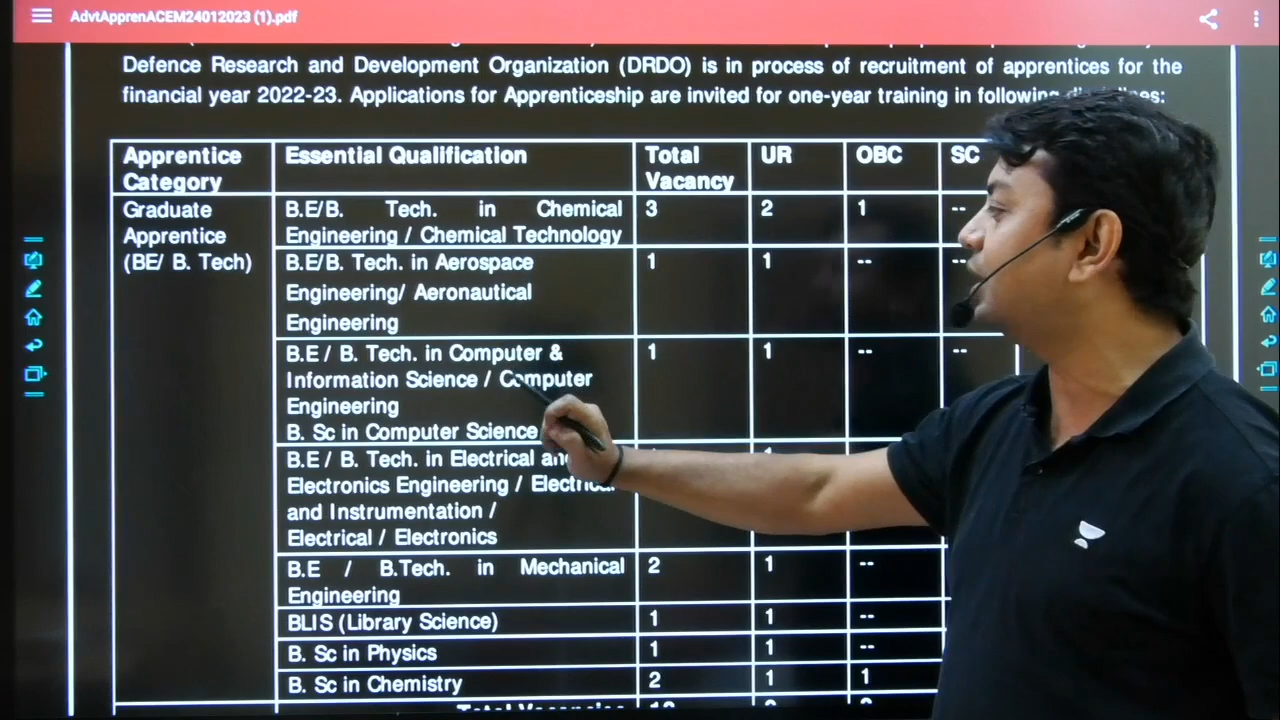 AdvtApprenACEM24012023 (1).pdf
Defence Research and Development Organization (DRDO) is in process of recruitment of apprentices for the
financial year 2022-23. Applications for Apprenticeship are invited for one-year training in following disciplines:
Apprentice Category Essential Qualification Total Vacancy UR OBC SC
Graduate Apprentice (BE/ B. Tech)
B.E/B. Tech. in Chemical
Engineering / Chemical Technology
3 2 1 --
B.E/B. Tech. in Aerospace
Engineering/ Aeronautical
Engineering
1 1 -- --
B.E / B. Tech. in Computer &
Information Science / Computer
Engineering
B. Sc in Computer Science
1 1 -- --
B.E / B. Tech. in Electrical and
Electronics Engineering / Electrical
and Instrumentation /
Electrical / Electronics
B.E / B.Tech. in Mechanical
Engineering
2 1 --
BLIS (Library Science) 1 1 --
B. Sc in Physics 1 1 --
B. Sc in Chemistry 2 1 1